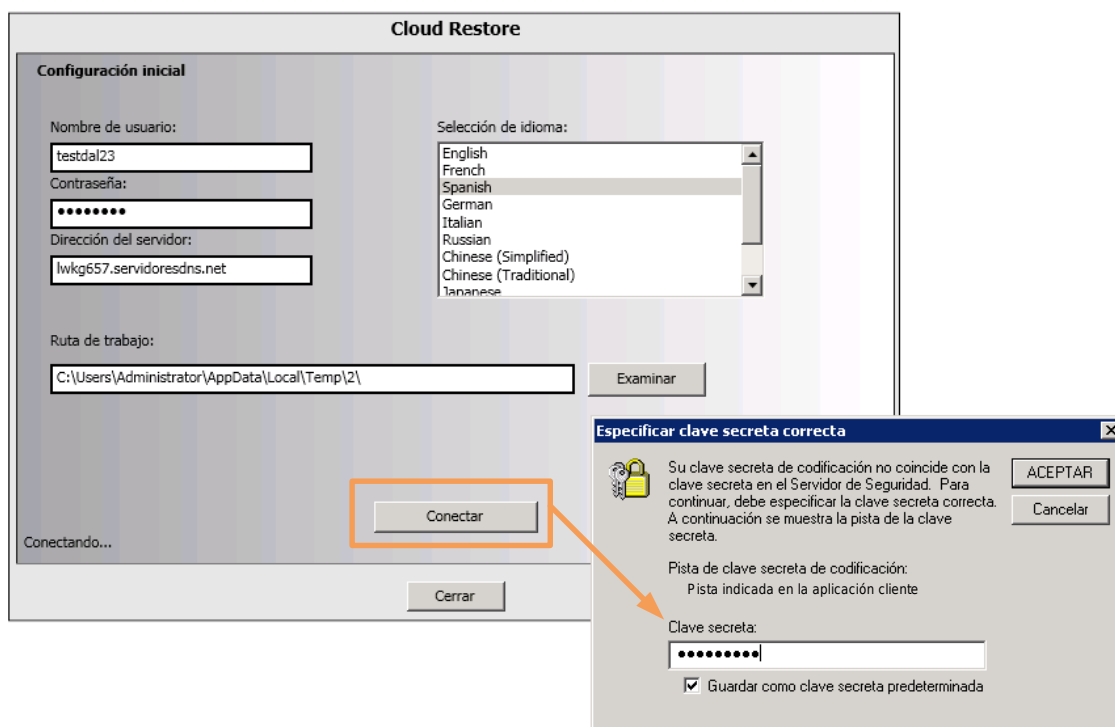 Cloud Restore
Configuración inicial
Nombre de usuario:
testdal23
Contraseña:
••••••••
Dirección del servidor:
lwkg657.servidoresdns.net
Selección de idioma:
English
French
Spanish
German
Italian
Russian
Chinese (Simplified)
Chinese (Traditional)
Japanese
Ruta de trabajo:
C:\Users\Administrator\AppData\Local\Temp\2\
Examinar
Conectar
Conectando...
Cerrar
Especificar clave secreta correcta
Su clave secreta de codificación no coincide con la
clave secreta en el Servidor de Seguridad. Para
continuar, debe especificar la clave secreta correcta.
A continuación se muestra la pista de la clave
secreta.
ACEPTAR
Cancelar
Pista de clave secreta de codificación:
Pista indicada en la aplicación cliente
Clave secreta:
•••••••••
Guardar como clave secreta predeterminada